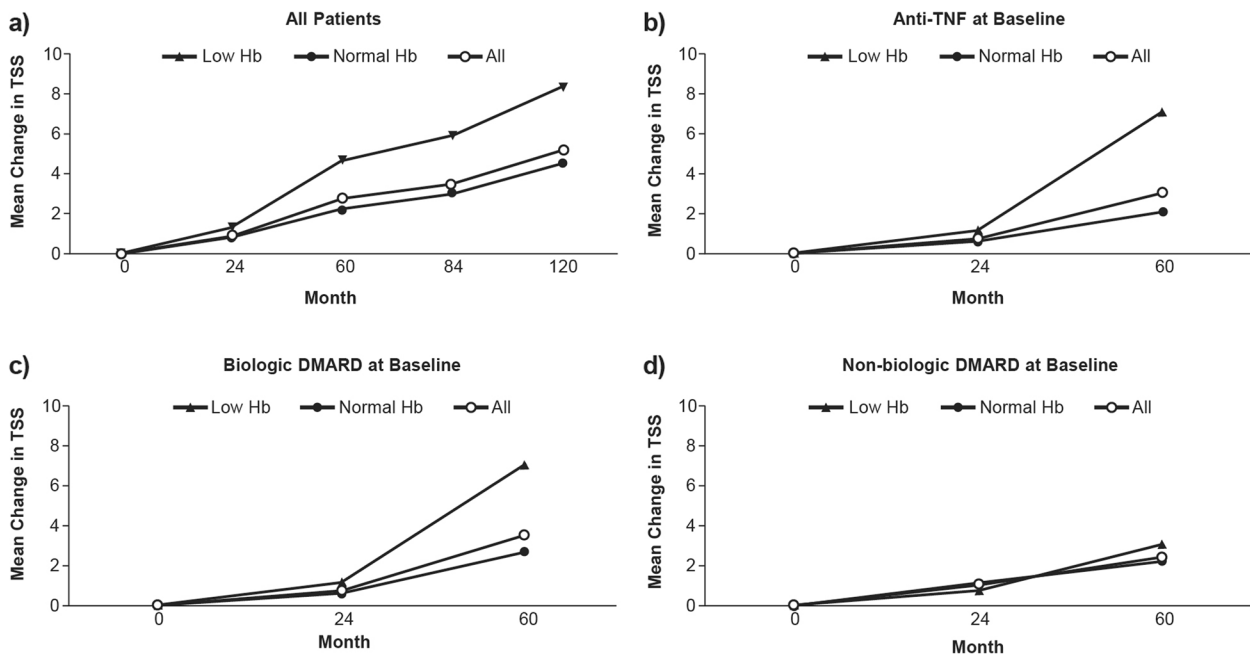 a)
All Patients
Low Hb Normal Hb All
Mean Change in TSS
10
8
6
4
2
0
0 24 60 84 120
Month
b)
Anti-TNF at Baseline
Low Hb Normal Hb All
Mean Change in TSS
10
8
6
4
2
0
0 24 60
Month
c)
Biologic DMARD at Baseline
Low Hb Normal Hb All
Mean Change in TSS
10
8
6
4
2
0
0 24 60
Month
d)
Non-biologic DMARD at Baseline
Low Hb Normal Hb All
Mean Change in TSS
10
8
6
4
2
0
0 24 60
Month